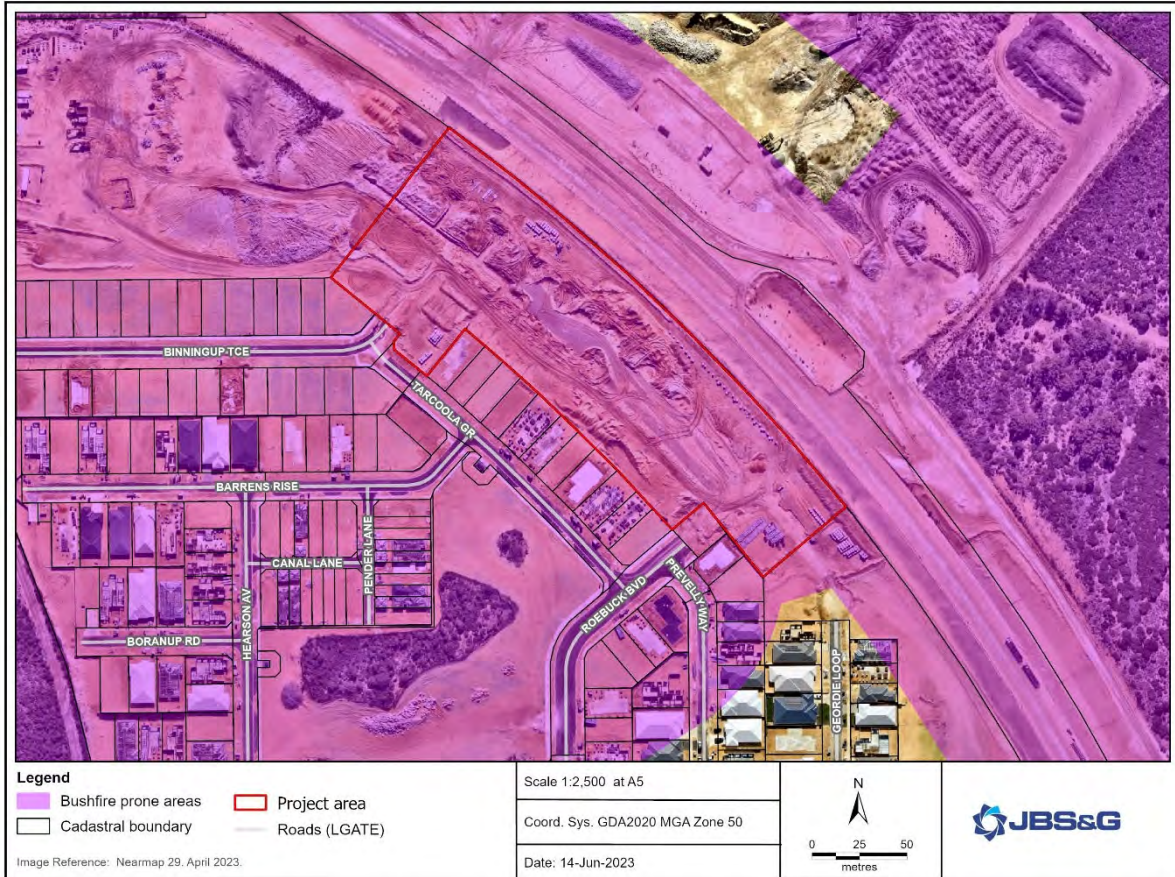 BINNINGUP TCE
TARCOOLA GR
BARRENS RISE
CANAL LANE
PENDER LANE
HEARSON AV
BORANUP RD
ROEBUCK BVD
PREVELLY WAY
GEORDIE LOOP
Legend
Bushfire prone areas
Project area
Cadastral boundary
Roads (LGATE)
Image Reference: Nearmap 29. April 2023.
Scale 1:2,500 at A5
Coord. Sys. GDA2020 MGA Zone 50
Date: 14-Jun-2023
N
0 25 50
metres
JBS&G